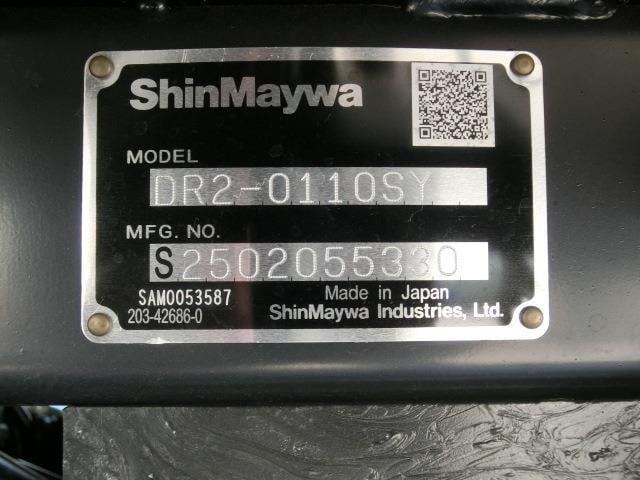 ShinMaywa
MODEL
DR2-0110SY
MFG. NO.
S2502055330
SAM0053587
203-42686-0
Made in Japan
ShinMaywa Industries, Ltd.